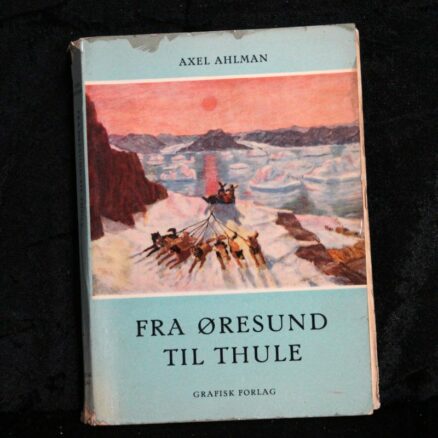 AXEL AHLMAN
FRA ØRESUND
TIL THULE
GRAFISK FORLAG